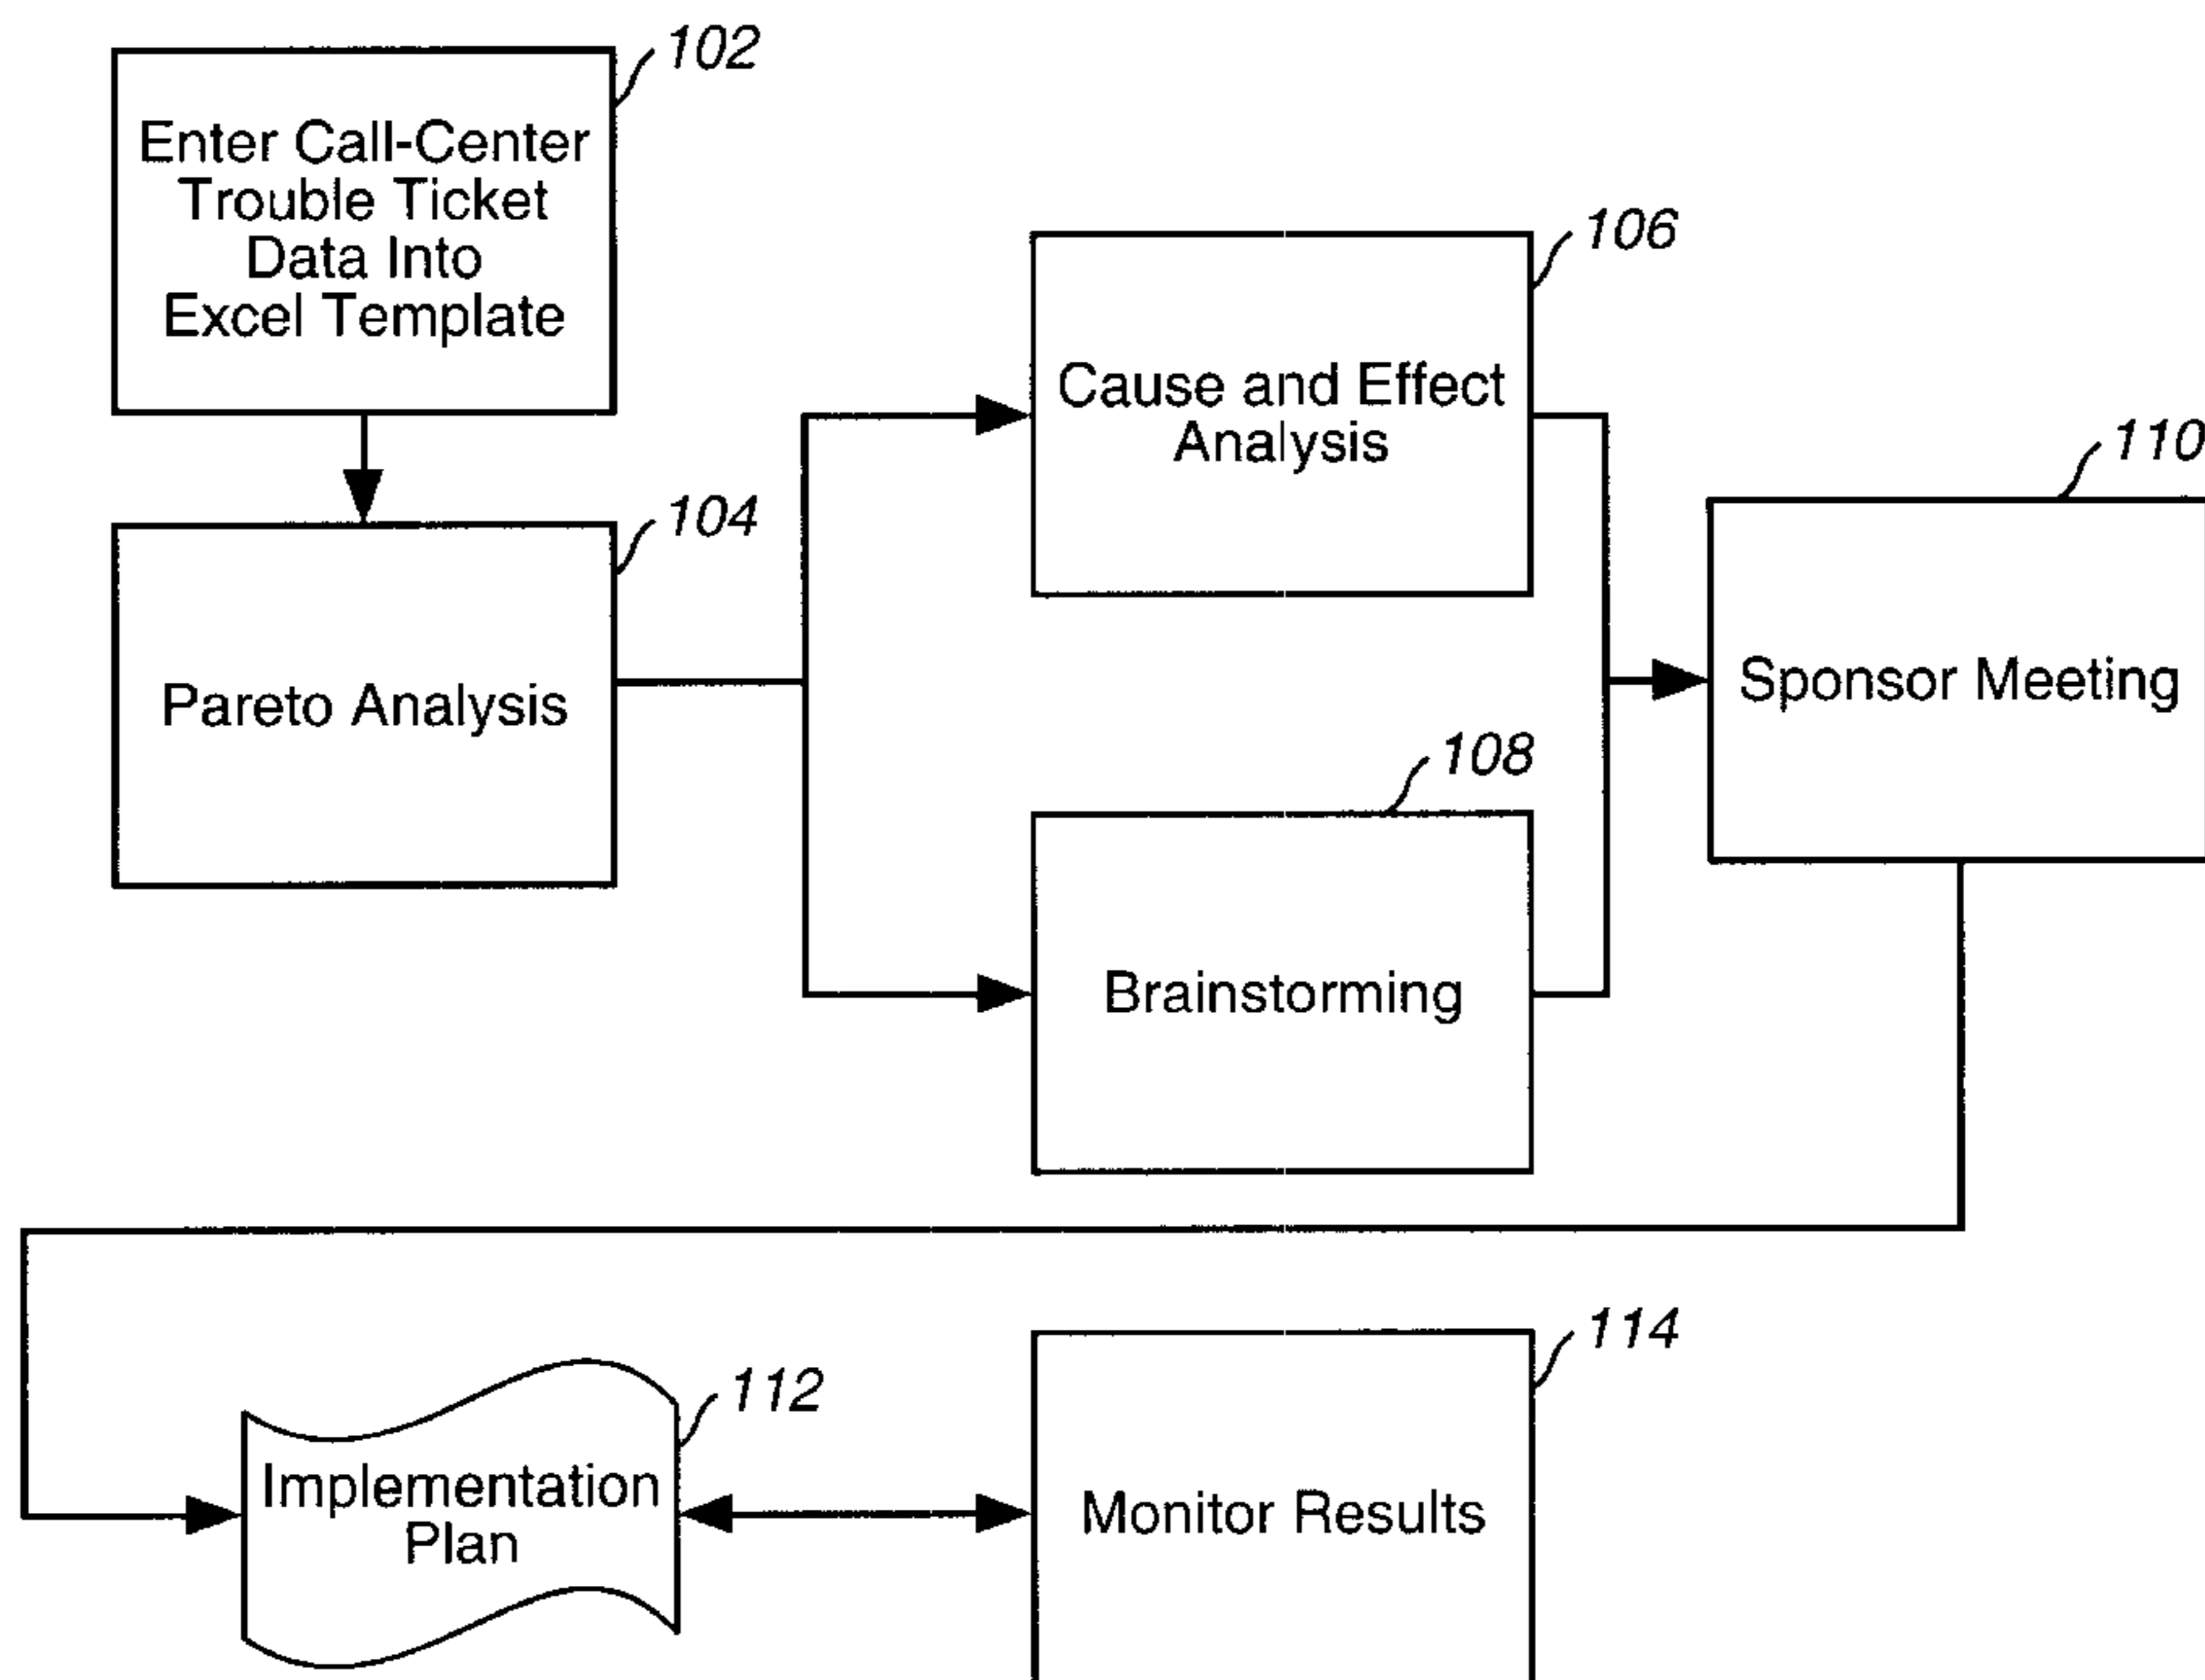 102
Enter Call-Center
Trouble Ticket
Data Into
Excel Template
104
Pareto Analysis
106
Cause and Effect
Analysis
108
Brainstorming
110
Sponsor Meeting
112
Implementation
Plan
114
Monitor Results